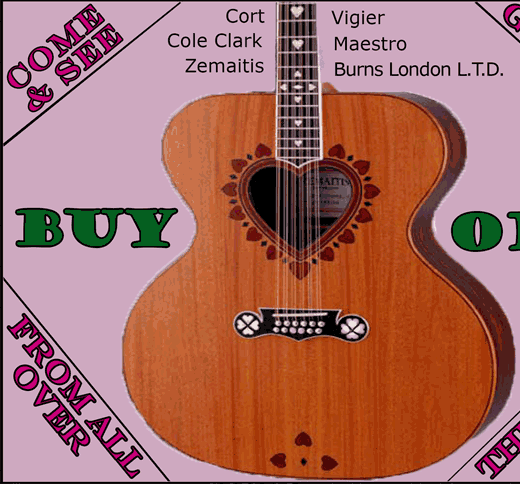 COME
& SEE
Cort
Cole Clark
Zemaitis
Vigier
Maestro
Burns London L.T.D.
BUY
FROM ALL
OVER